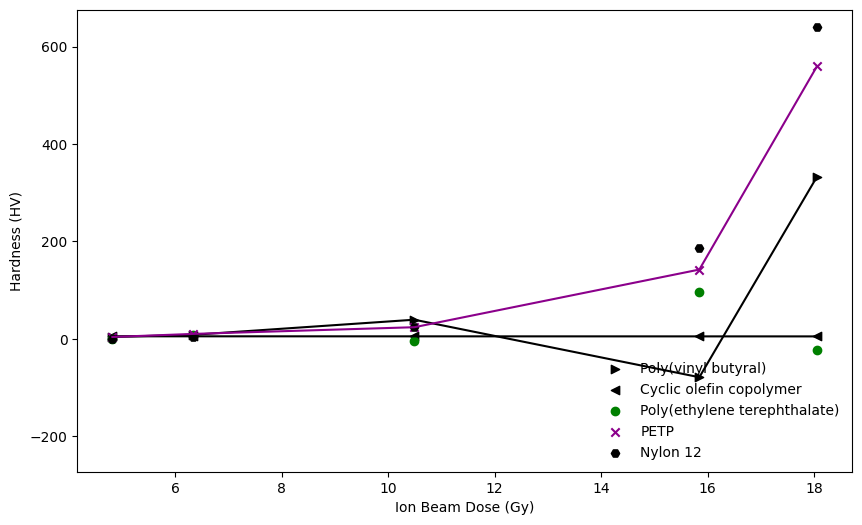 600
400
200
0
−200
Hardness (HV)
6 8 10 12 14 16 18
Ion Beam Dose (Gy)
Poly(vinyl butyral)
Cyclic olefin copolymer
Poly(ethylene terephthalate)
PETP
Nylon 12